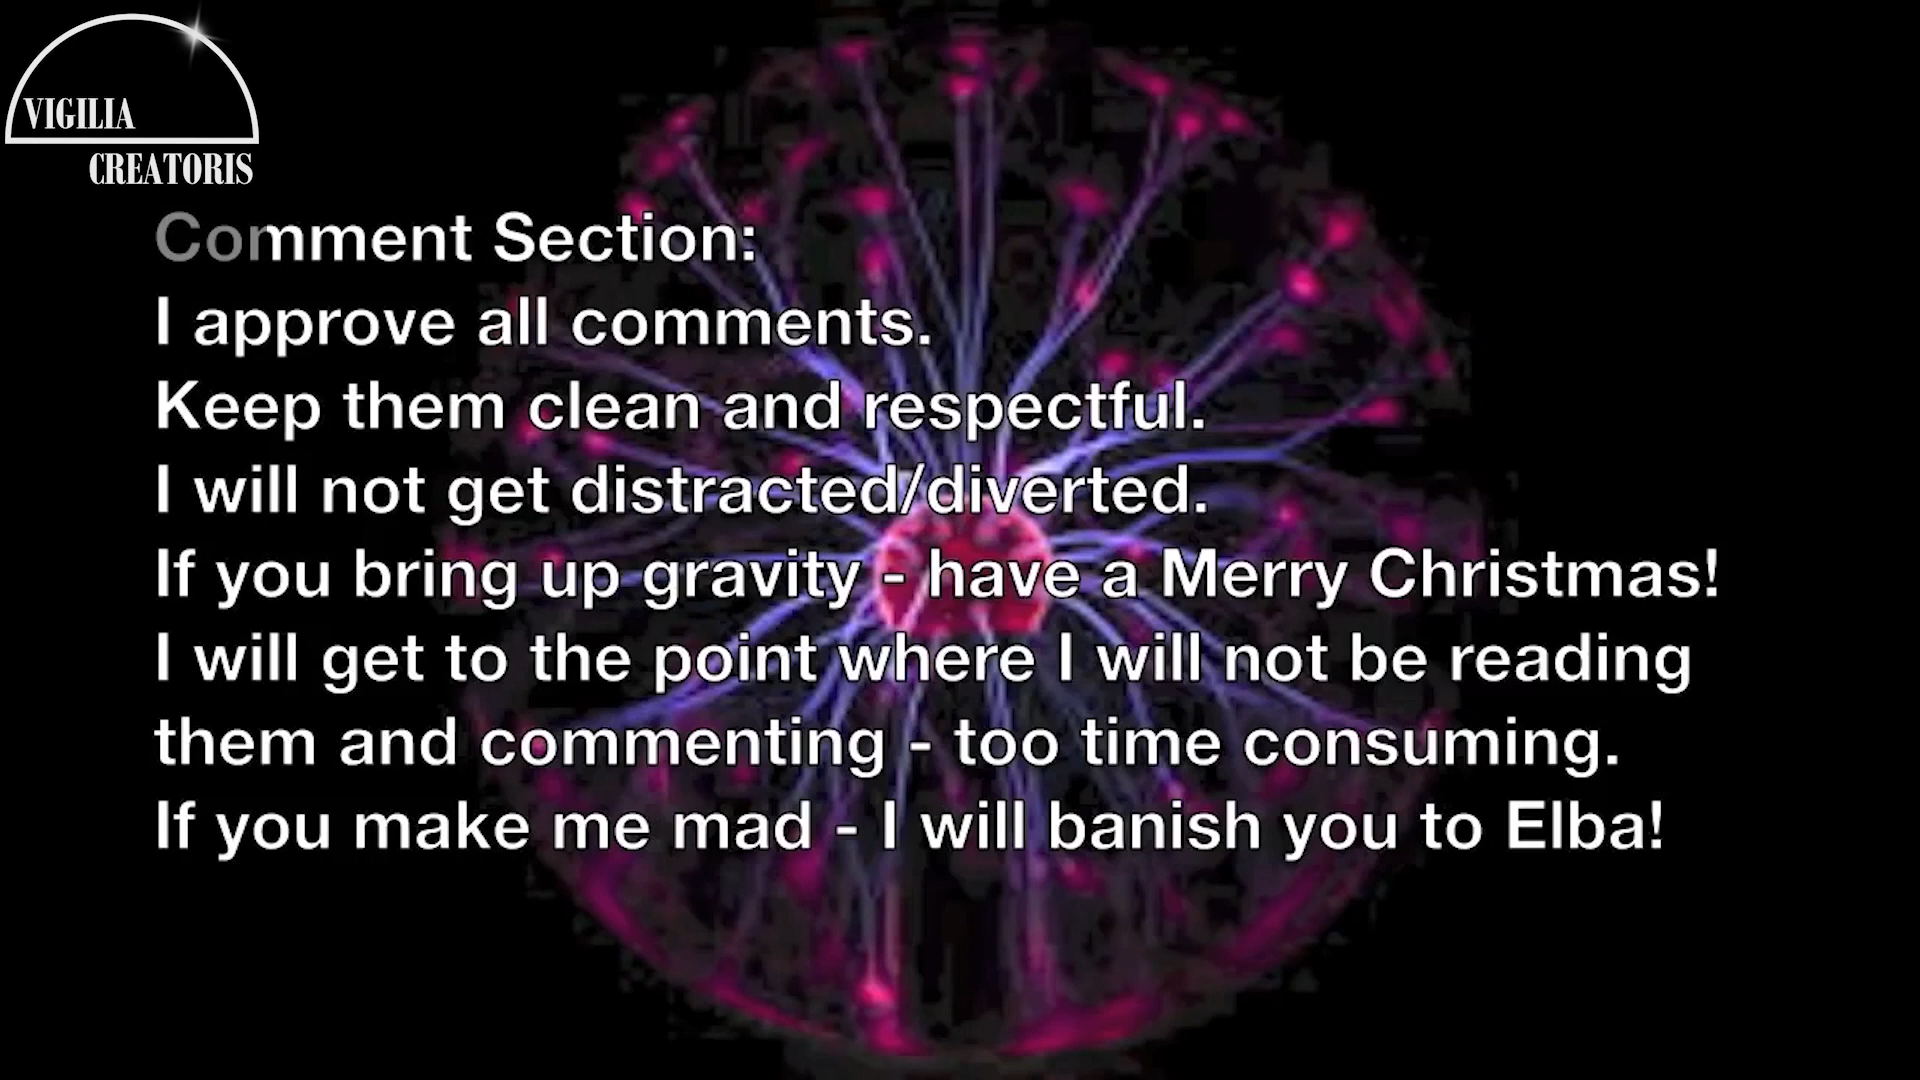 VIGILIA
CREATORIS
Comment Section:
I approve all comments.
Keep them clean and respectful.
I will not get distracted/diverted.
If you bring up gravity - have a Merry Christmas!
I will get to the point where I will not be reading
them and commenting - too time consuming.
If you make me mad - I will banish you to Elba!